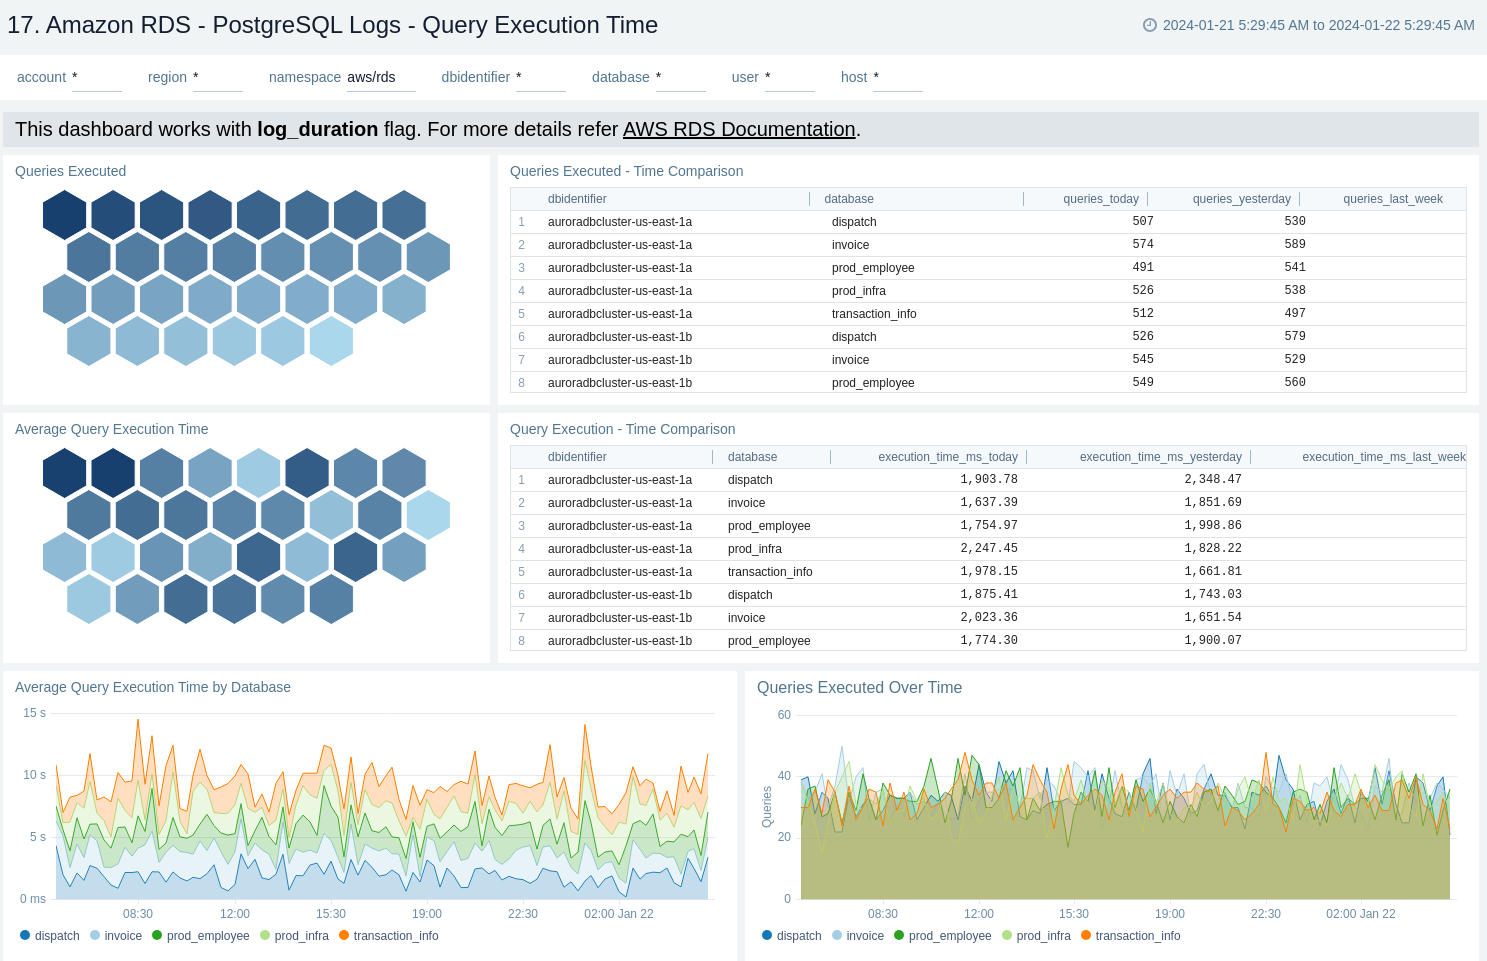 17. Amazon RDS - PostgreSQL Logs - Query Execution Time
2024-01-21 5:29:45 AM to 2024-01-22 5:29:45 AM
account * region * namespace aws/rds dbidentifier * database * user * host *
This dashboard works with log_duration flag. For more details refer AWS RDS Documentation.
Queries Executed
Queries Executed - Time Comparison
dbidentifier database queries_today queries_yesterday queries_last_week
1 auroradbcluster-us-east-1a dispatch 507 530
2 auroradbcluster-us-east-1a invoice 574 589
3 auroradbcluster-us-east-1a prod_employee 491 541
4 auroradbcluster-us-east-1a prod_infra 526 538
5 auroradbcluster-us-east-1a transaction_info 512 497
6 auroradbcluster-us-east-1b dispatch 526 579
7 auroradbcluster-us-east-1b invoice 545 529
8 auroradbcluster-us-east-1b prod_employee 549 560
Average Query Execution Time
Query Execution - Time Comparison
dbidentifier database execution_time_ms_today execution_time_ms_yesterday execution_time_ms_last_week
1 auroradbcluster-us-east-1a dispatch 1,903.78 2,348.47
2 auroradbcluster-us-east-1a invoice 1,637.39 1,851.69
3 auroradbcluster-us-east-1a prod_employee 1,754.97 1,998.86
4 auroradbcluster-us-east-1a prod_infra 2,247.45 1,828.22
5 auroradbcluster-us-east-1a transaction_info 1,978.15 1,661.81
6 auroradbcluster-us-east-1b dispatch 1,875.41 1,743.03
7 auroradbcluster-us-east-1b invoice 2,023.36 1,651.54
8 auroradbcluster-us-east-1b prod_employee 1,774.30 1,900.07
Average Query Execution Time by Database
15 s
10 s
5 s
0 ms
08:30 12:00 15:30 19:00 22:30 02:00 Jan 22
dispatch invoice prod_employee prod_infra transaction_info
Queries Executed Over Time
Queries
60
40
20
0
08:30 12:00 15:30 19:00 22:30 02:00 Jan 22
dispatch invoice prod_employee prod_infra transaction_info